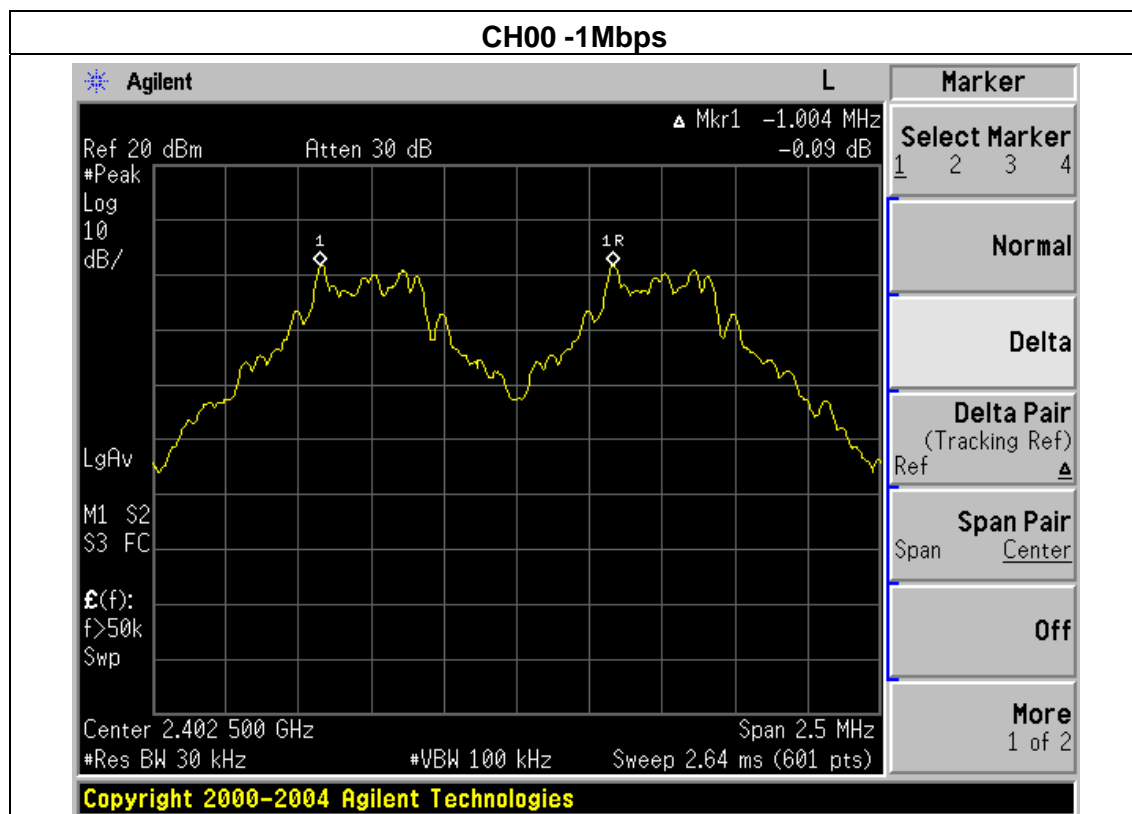 CH00 -1Mbps
Agilent L Marker
Δ Mkr1 -1.004 MHz
Ref 20 dBm Atten 30 dB -0.09 dB
#Peak
Log
10
dB/
1
1R
LgAv
M1 S2
S3 FC
£(f):
f>50k
Swp
Center 2.402 500 GHz Span 2.5 MHz
#Res BW 30 kHz #VBW 100 kHz Sweep 2.64 ms (601 pts)
Select Marker
1 2 3 4
Normal
Delta
Delta Pair
(Tracking Ref)
Ref Δ
Span Pair
Span Center
Off
More
1 of 2
Copyright 2000-2004 Agilent Technologies